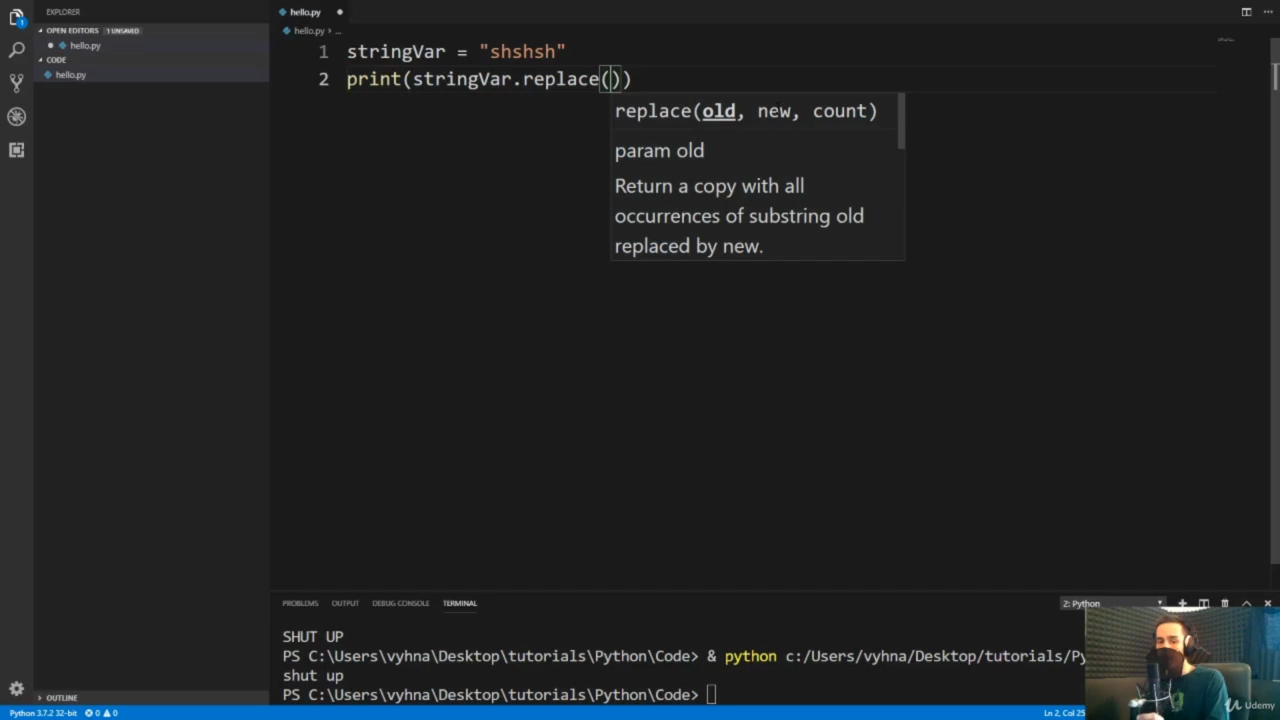 EXPLORER
OPEN EDITORS 1 UNSAVED
hello.py
CODE
hello.py
OUTLINE
hello.py
hello.py › ...
1 stringVar = "shshsh"
2 print(stringVar.replace())
replace(old, new, count)
param old
Return a copy with all
occurrences of substring old
replaced by new.
PROBLEMS OUTPUT DEBUG CONSOLE TERMINAL
2: Python
SHUT UP
PS C:\Users\vyhna\Desktop\tutorials\Python\Code> & python c:/Users/vyhna/Desktop/tutorials/Py
shut up
PS C:\Users\vyhna\Desktop\tutorials\Python\Code>
Python 3.7.2 32-bit 0 0
Ln 2, Col 25
Udemy
1